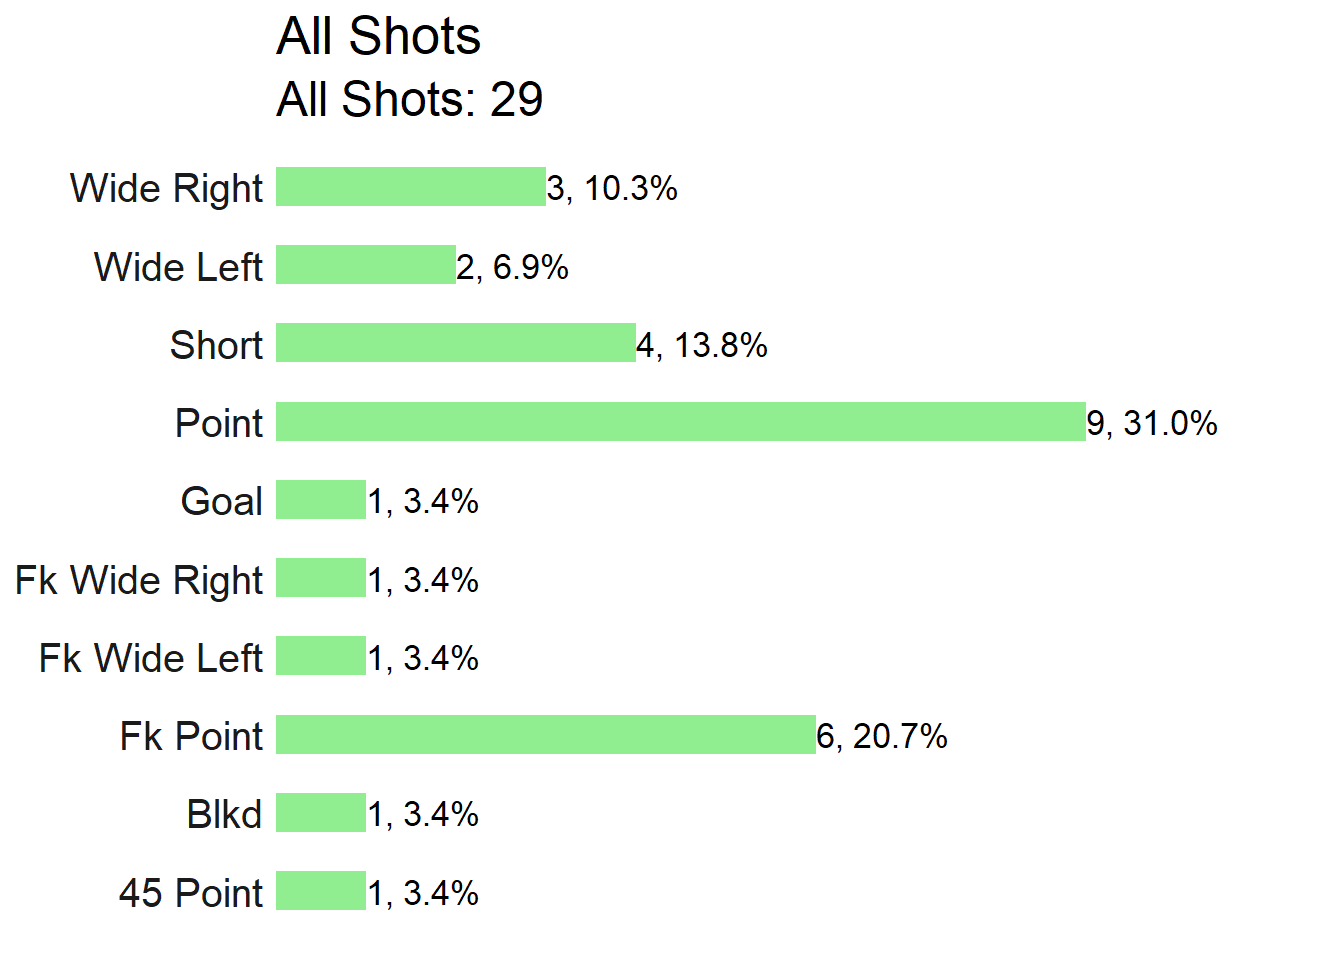 All Shots
All Shots: 29
Wide Right 3, 10.3%
Wide Left 2, 6.9%
Short 4, 13.8%
Point 9, 31.0%
Goal 1, 3.4%
Fk Wide Right 1, 3.4%
Fk Wide Left 1, 3.4%
Fk Point 6, 20.7%
Blkd 1, 3.4%
45 Point 1, 3.4%